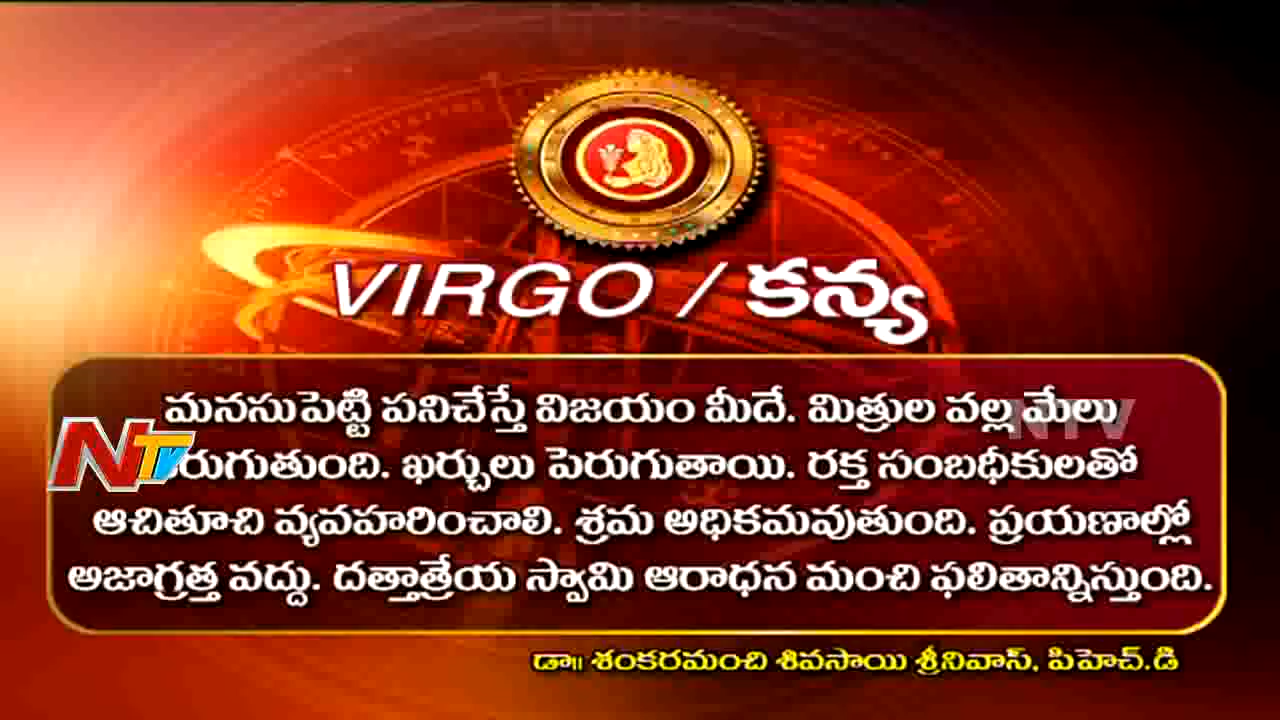 VIRGO / కన్య
మనసుపెట్టి పనిచేస్తే విజయం మీదే. మిత్రుల వల్ల మేలు
NTV
రుగుతుంది. ఖర్చులు పెరుగుతాయి. రక్త సంబధీకులతో
ఆచితూచి వ్యవహరించాలి. శ్రమ అధికమవుతుంది. ప్రయణాల్లో
అజాగ్రత్త వద్దు. దత్తాత్రేయ స్వామి ఆరాధన మంచి ఫలితాన్నిస్తుంది.
డా॥ శంకరమంచి శివసాయి శ్రీనివాస్, పిహెచ్.డి
NTV